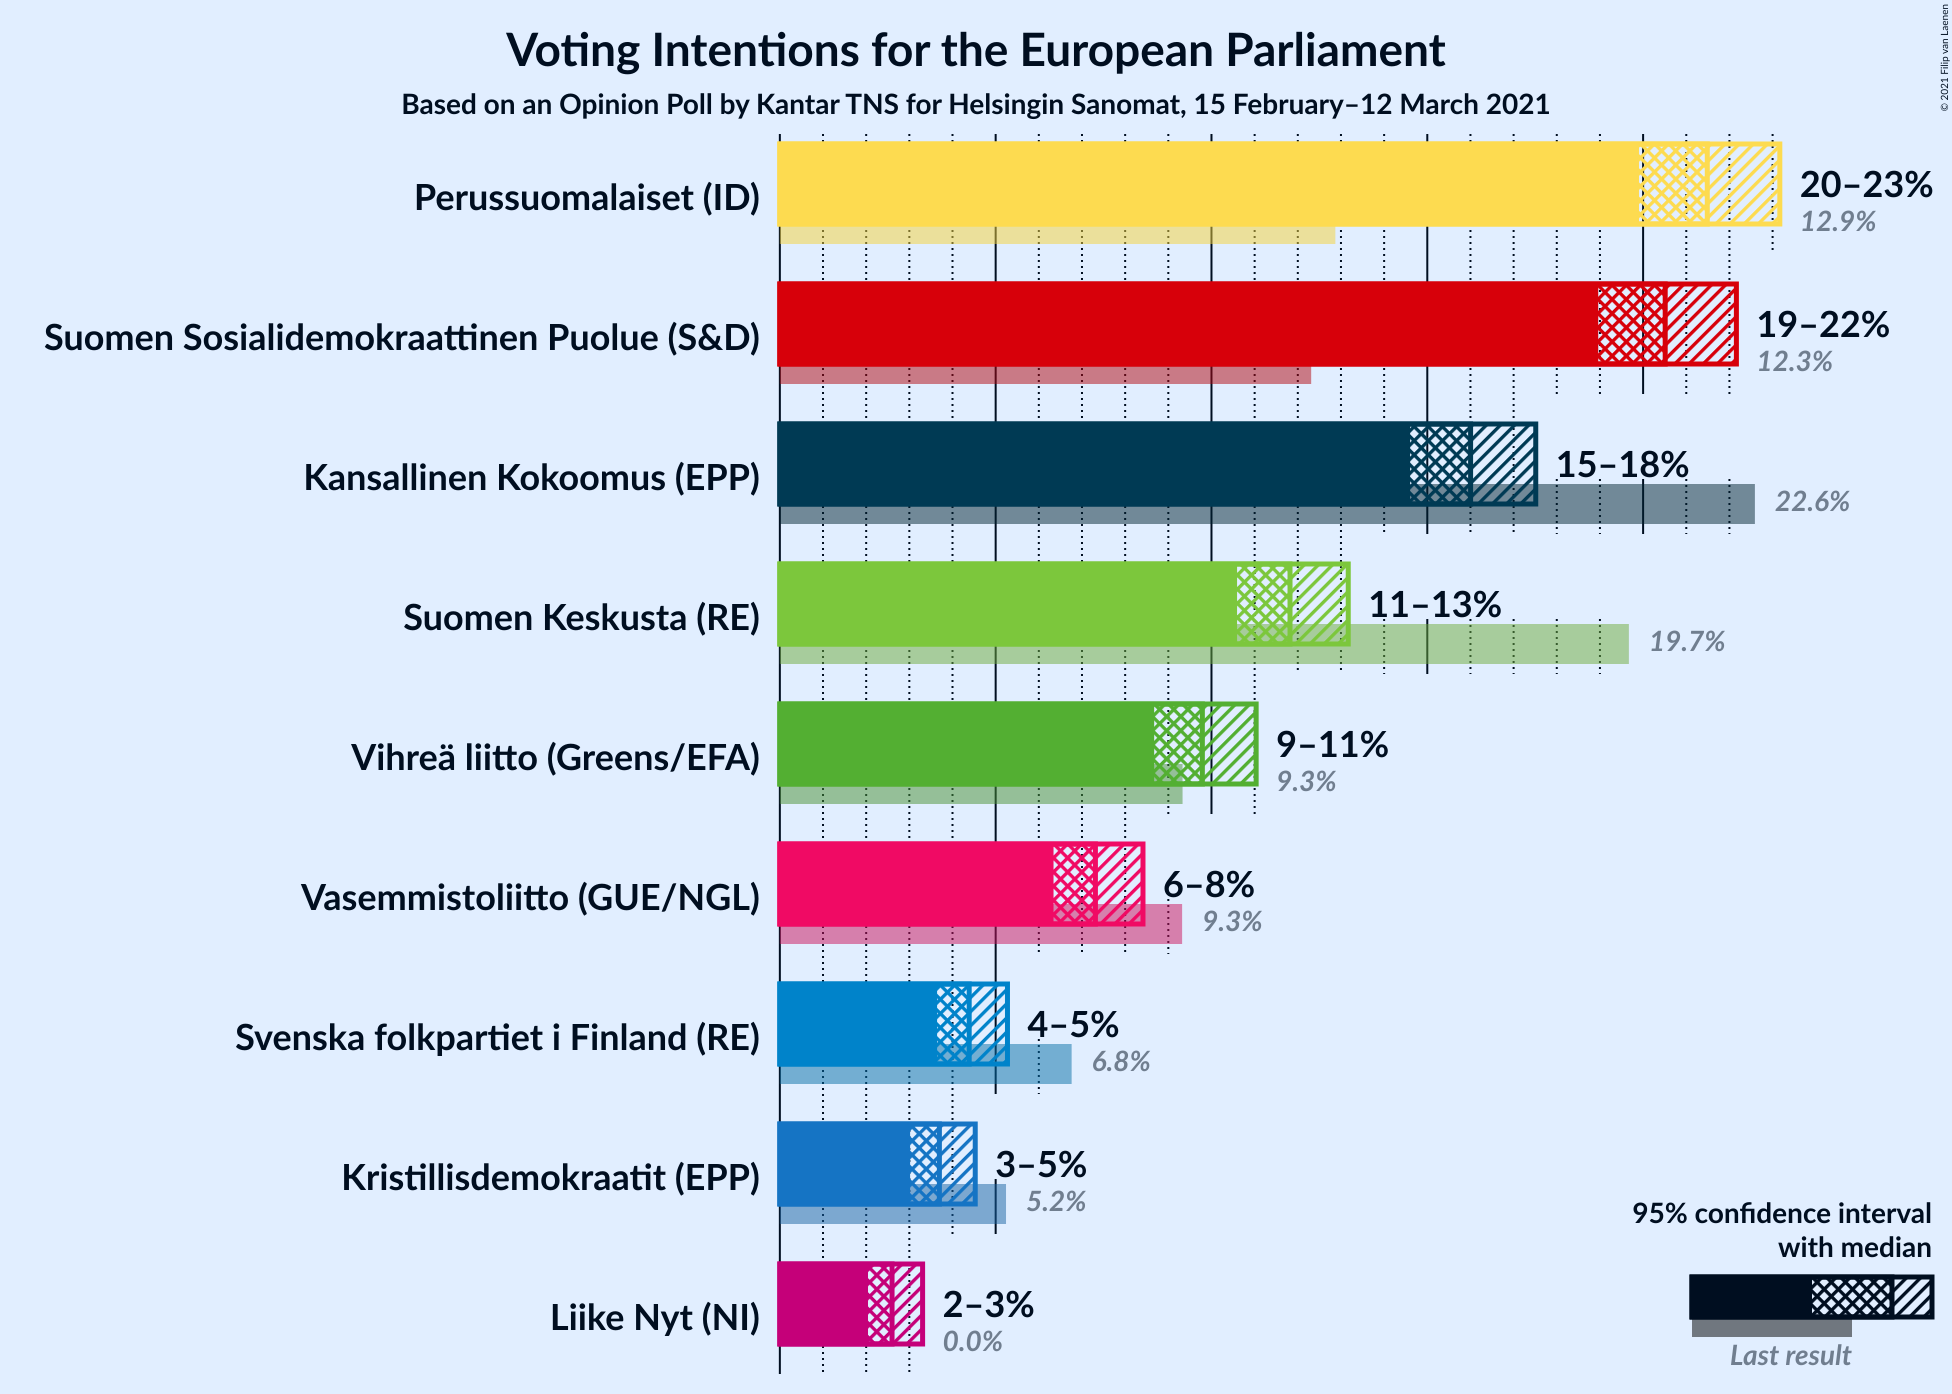 Voting Intentions for the European Parliament
Based on an Opinion Poll by Kantar TNS for Helsingin Sanomat, 15 February–12 March 2021
© 2021 Filip van Laenen
Perussuomalaiset (ID)
20–23%
12.9%
Suomen Sosialidemokraattinen Puolue (S&D)
19–22%
12.3%
Kansallinen Kokoomus (EPP)
15–18%
22.6%
Suomen Keskusta (RE)
11–13%
19.7%
Vihreä liitto (Greens/EFA)
9–11%
9.3%
Vasemmistoliitto (GUE/NGL)
6–8%
9.3%
Svenska folkpartiet i Finland (RE)
4–5%
6.8%
Kristillisdemokraatit (EPP)
3–5%
5.2%
Liike Nyt (NI)
2–3%
0.0%
95% confidence interval
with median
Last result